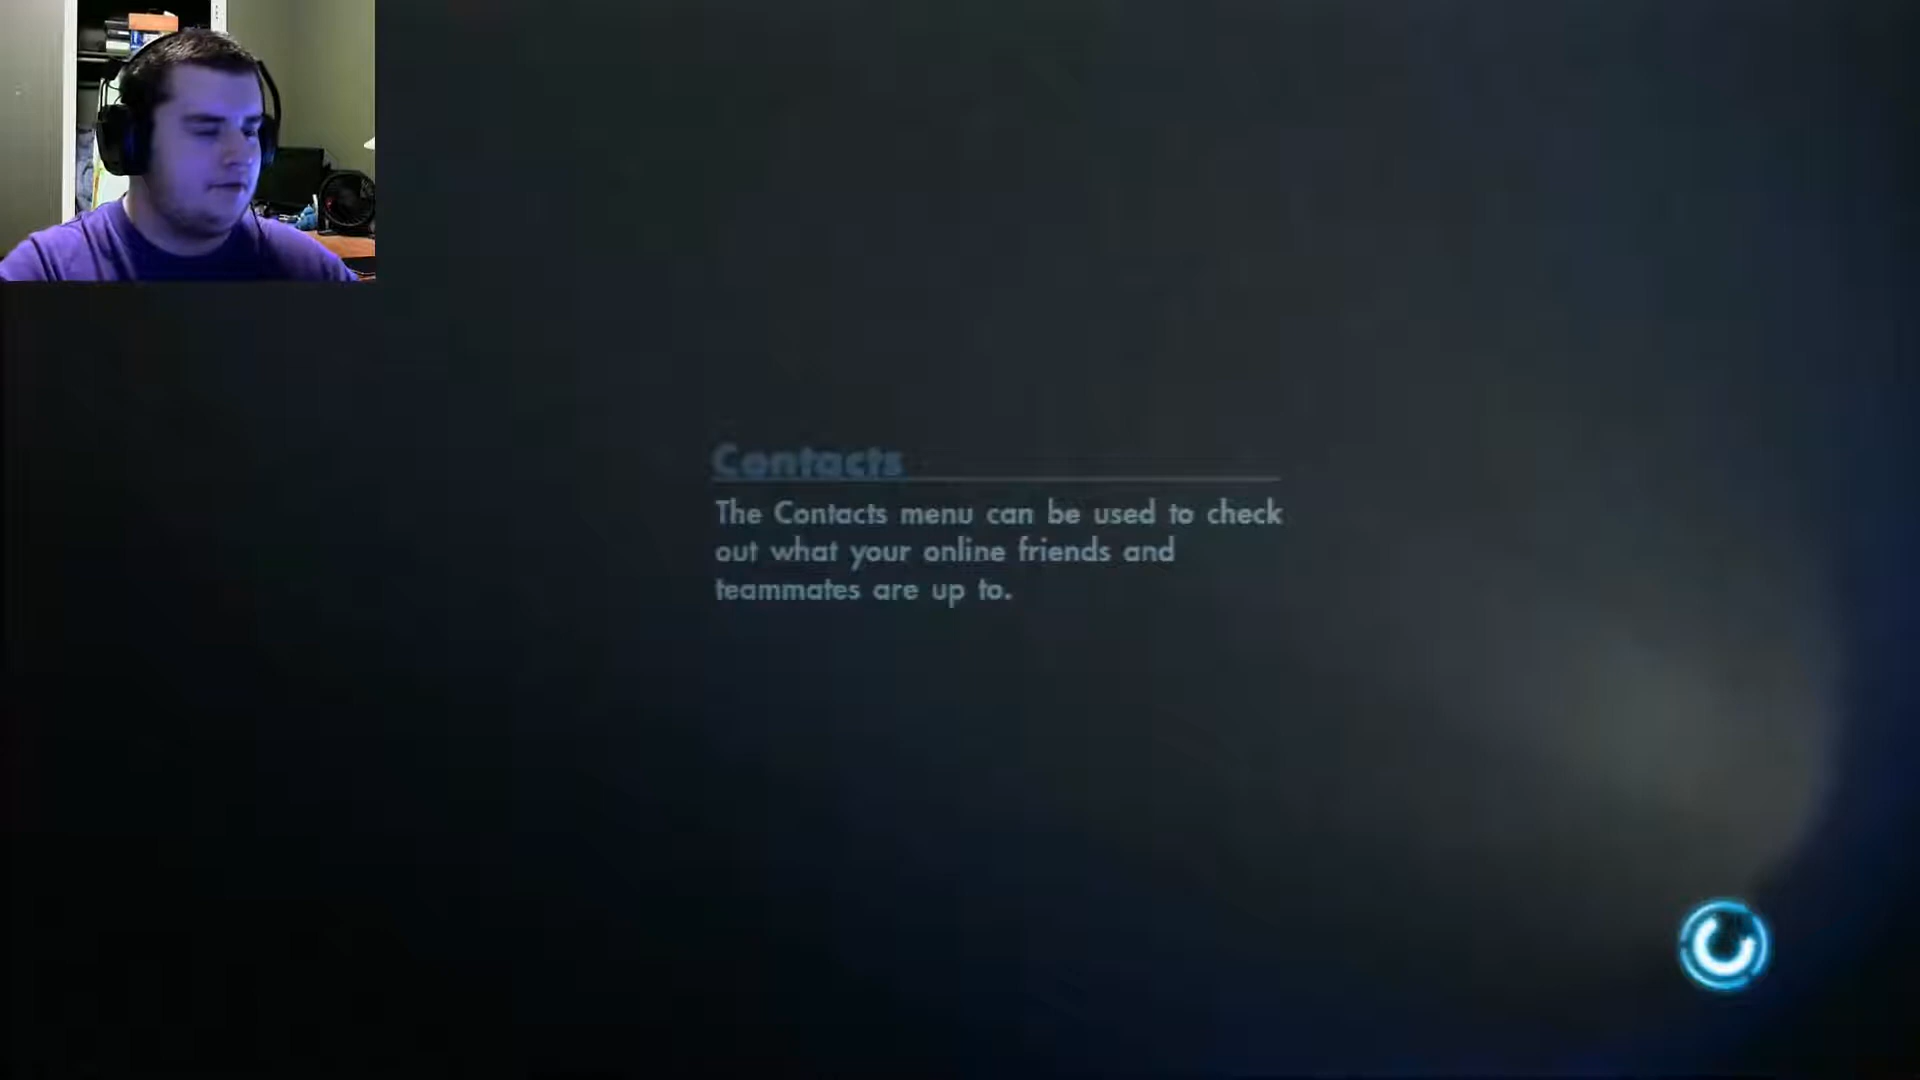 Contacts
The Contacts menu can be used to check
out what your online friends and
teammates are up to.